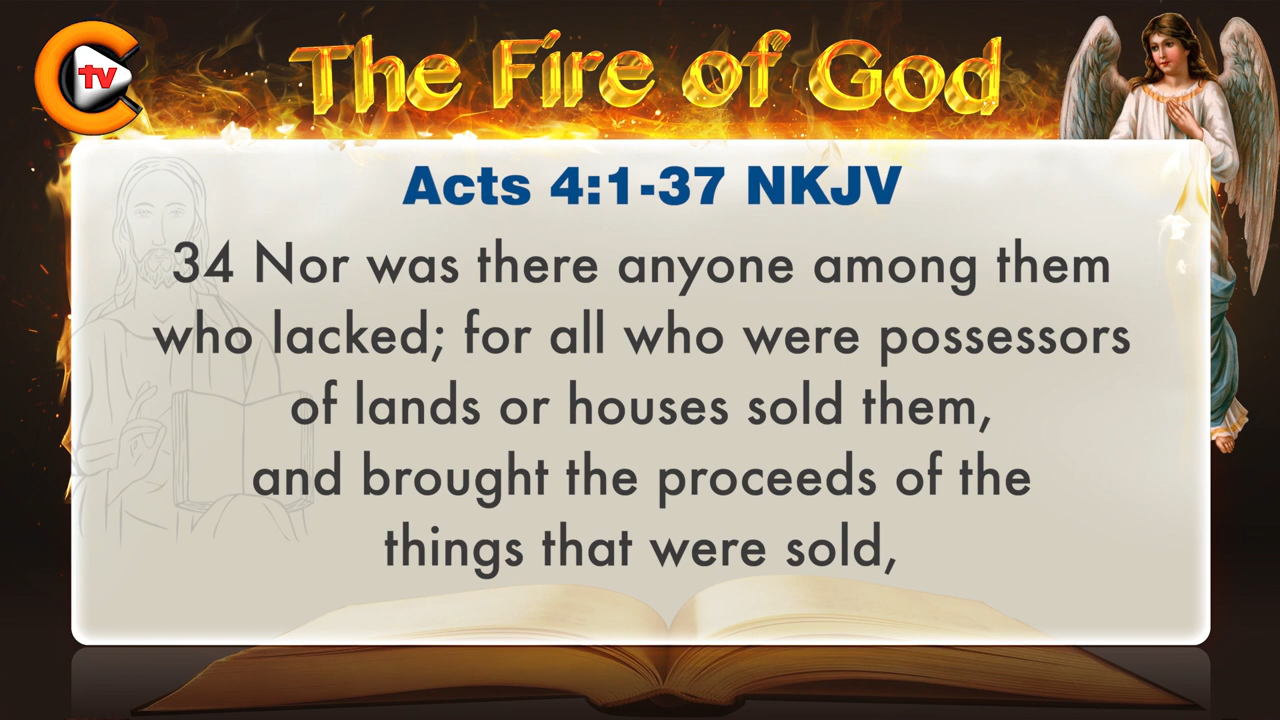 tv
The Fire of God
Acts 4:1-37 NKJV
34 Nor was there anyone among them
who lacked; for all who were possessors
of lands or houses sold them,
and brought the proceeds of the
things that were sold,